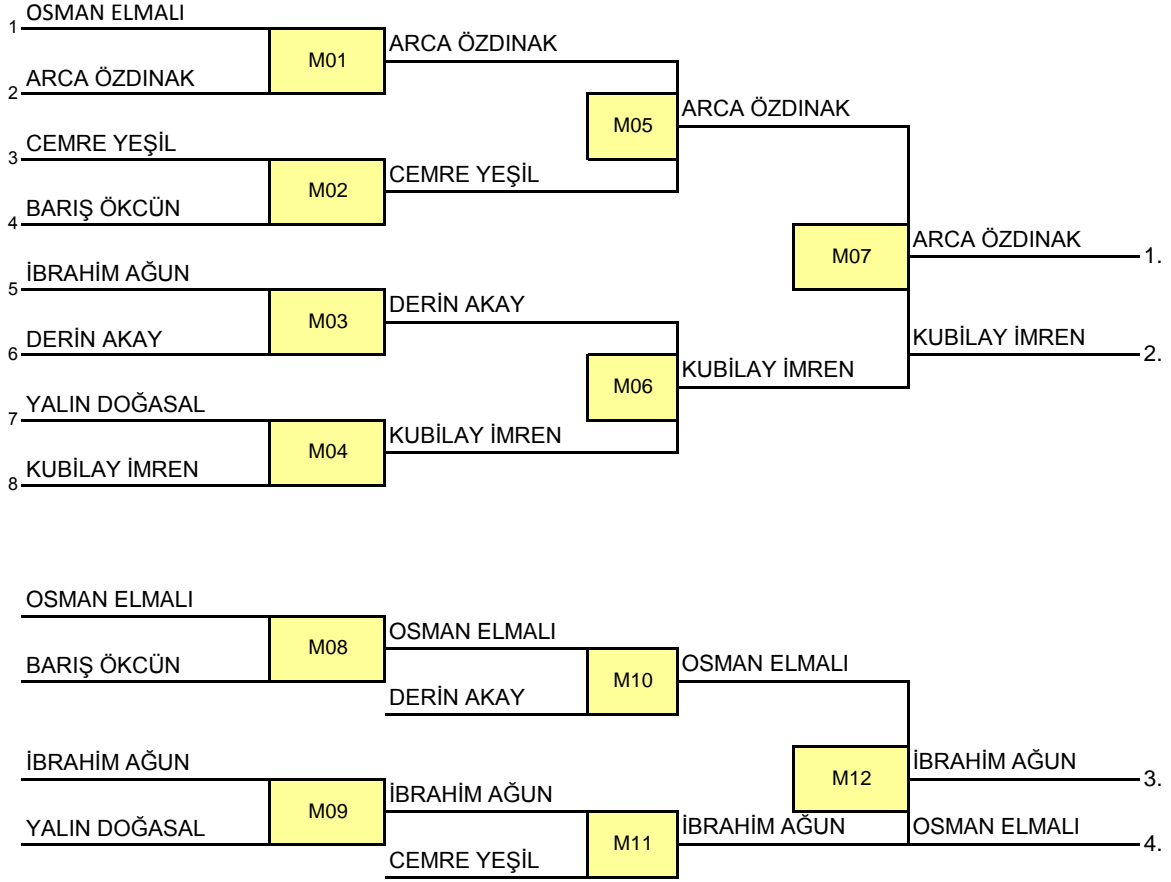 OSMAN ELMALI
1
M01
ARCA ÖZDINAK
ARCA ÖZDINAK
2
M05
ARCA ÖZDINAK
CEMRE YEŞİL
3
M02
CEMRE YEŞİL
BARIŞ ÖKCÜN
4
M07
ARCA ÖZDINAK
1.
İBRAHİM AĞUN
5
M03
DERİN AKAY
DERİN AKAY
6
KUBİLAY İMREN
2.
M06
KUBİLAY İMREN
YALIN DOĞASAL
7
M04
KUBİLAY İMREN
KUBİLAY İMREN
8
OSMAN ELMALI
M08
OSMAN ELMALI
BARIŞ ÖKCÜN
M10
OSMAN ELMALI
DERİN AKAY
İBRAHİM AĞUN
M12
İBRAHİM AĞUN
3.
M09
İBRAHİM AĞUN
YALIN DOĞASAL
M11
İBRAHİM AĞUN
OSMAN ELMALI
4.
CEMRE YEŞİL